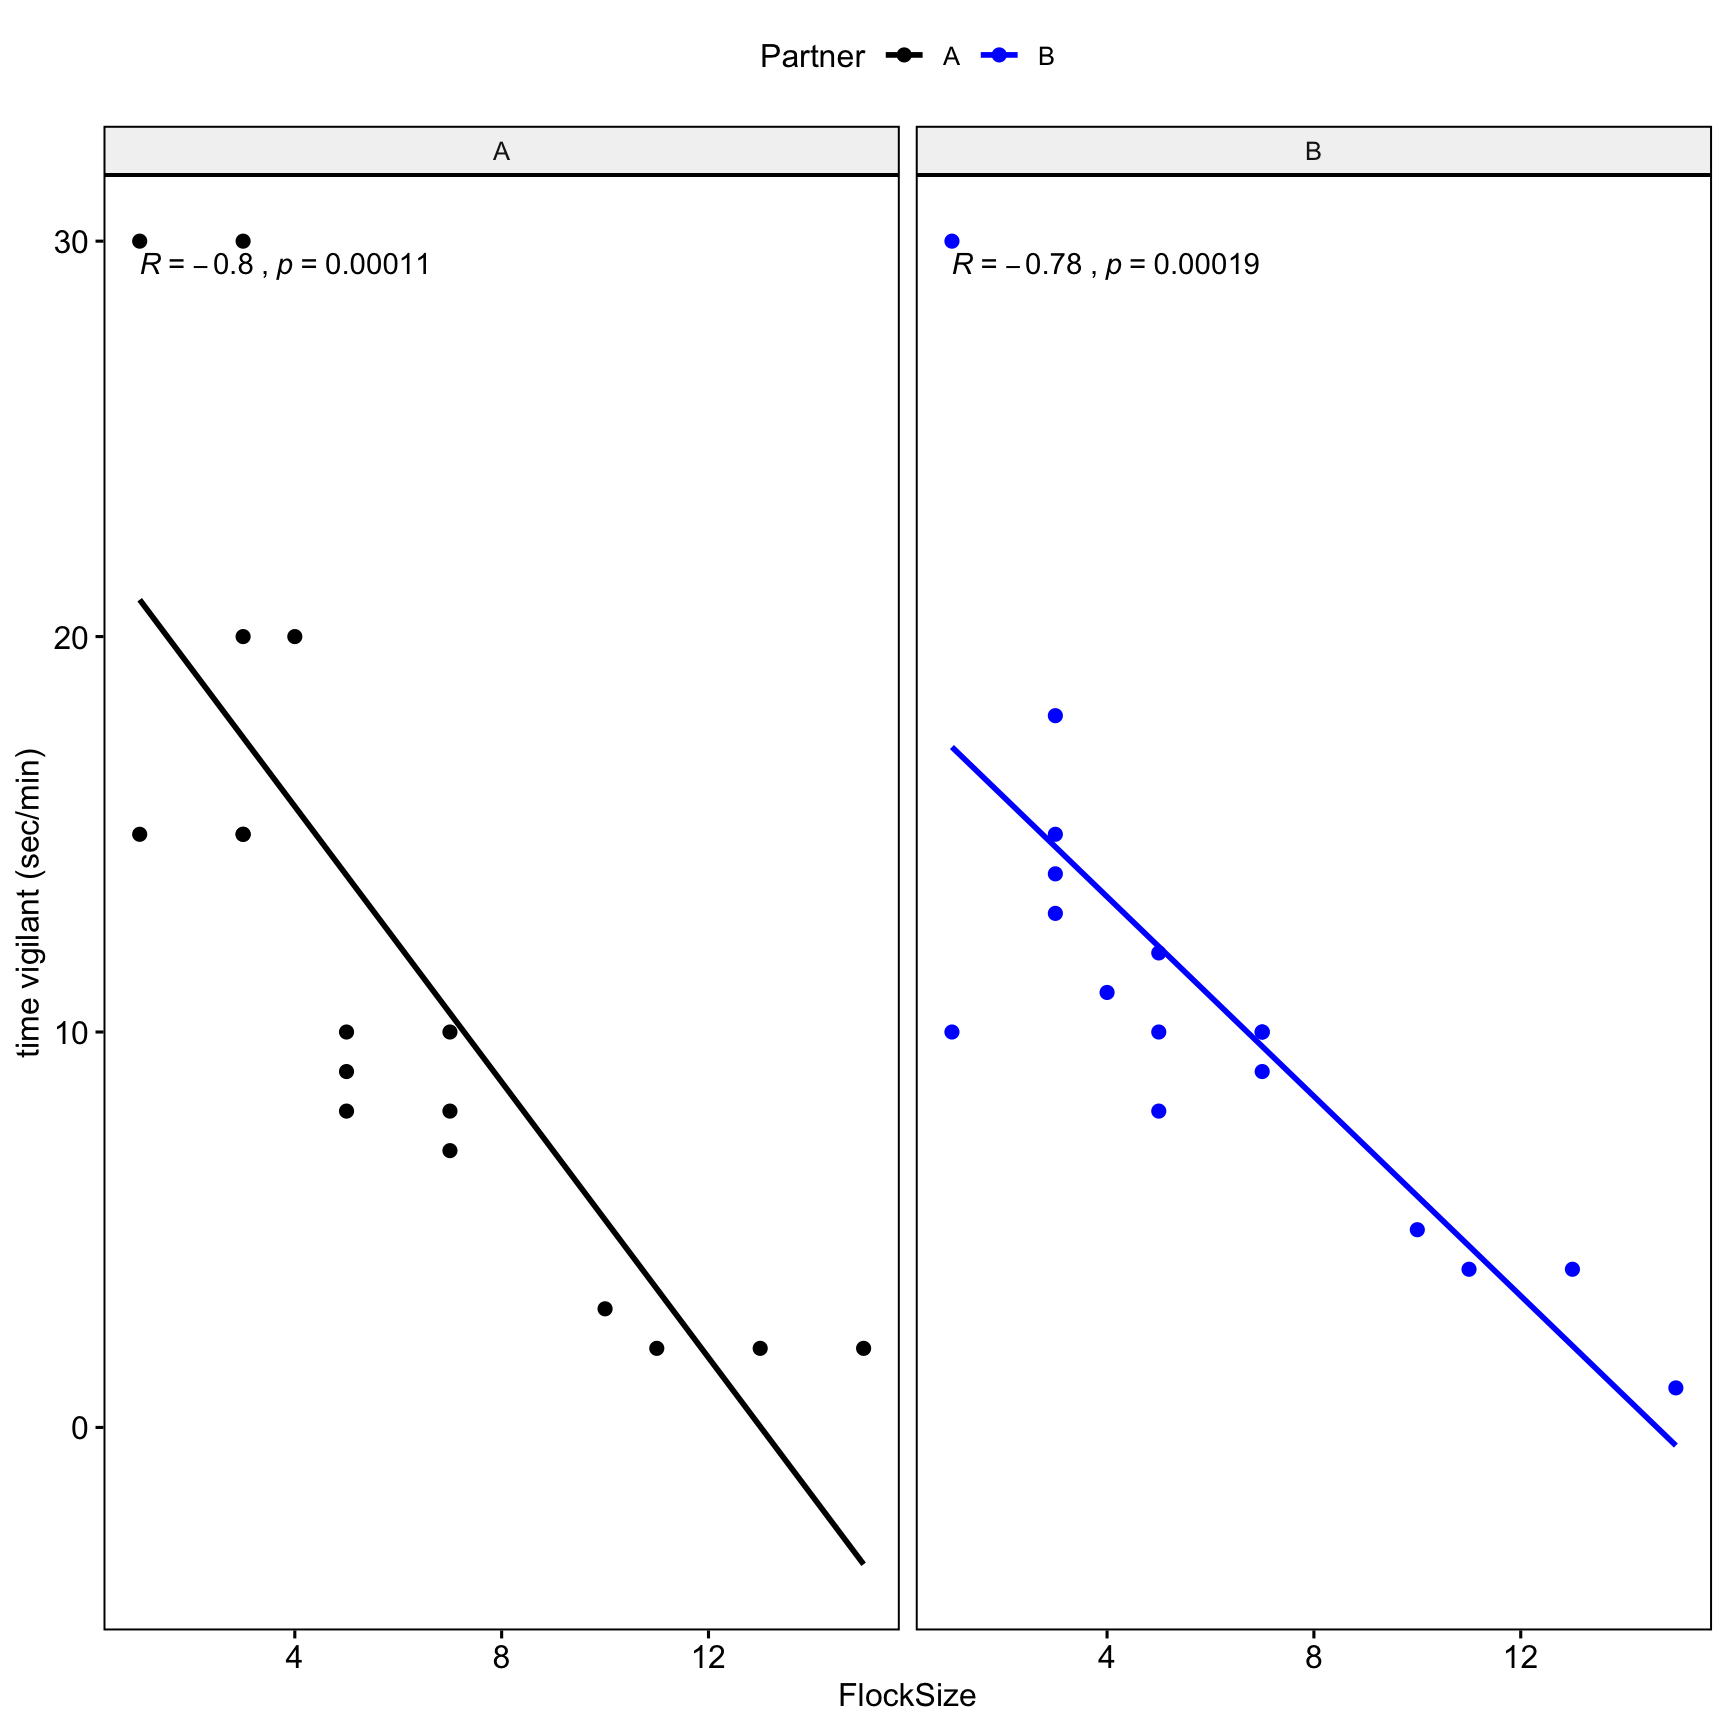 Partner A B
A
B
30
20
10
0
R = −0.8 , p = 0.00011
R = −0.78 , p = 0.00019
time vigilant (sec/min)
4 8 12
4 8 12
FlockSize